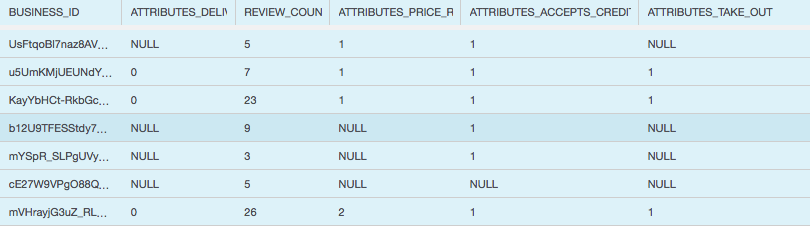 BUSINESS_ID ATTRIBUTES_DELIV REVIEW_COUN ATTRIBUTES_PRICE_R ATTRIBUTES_ACCEPTS_CREDI ATTRIBUTES_TAKE_OUT
UsFtqoBl7naz8AV... NULL 5 1 1 NULL
u5UmKMjUEUNdY... 0 7 1 1 1
KayYbHCt-RkbGc... 0 23 1 1 1
b12U9TFESStdy7... NULL 9 NULL 1 NULL
mYSpR_SLPgUVy... NULL 3 NULL 1 NULL
cE27W9VPgO88Q... NULL 5 NULL NULL NULL
mVHrayjG3uZ_RL... 0 26 2 1 1